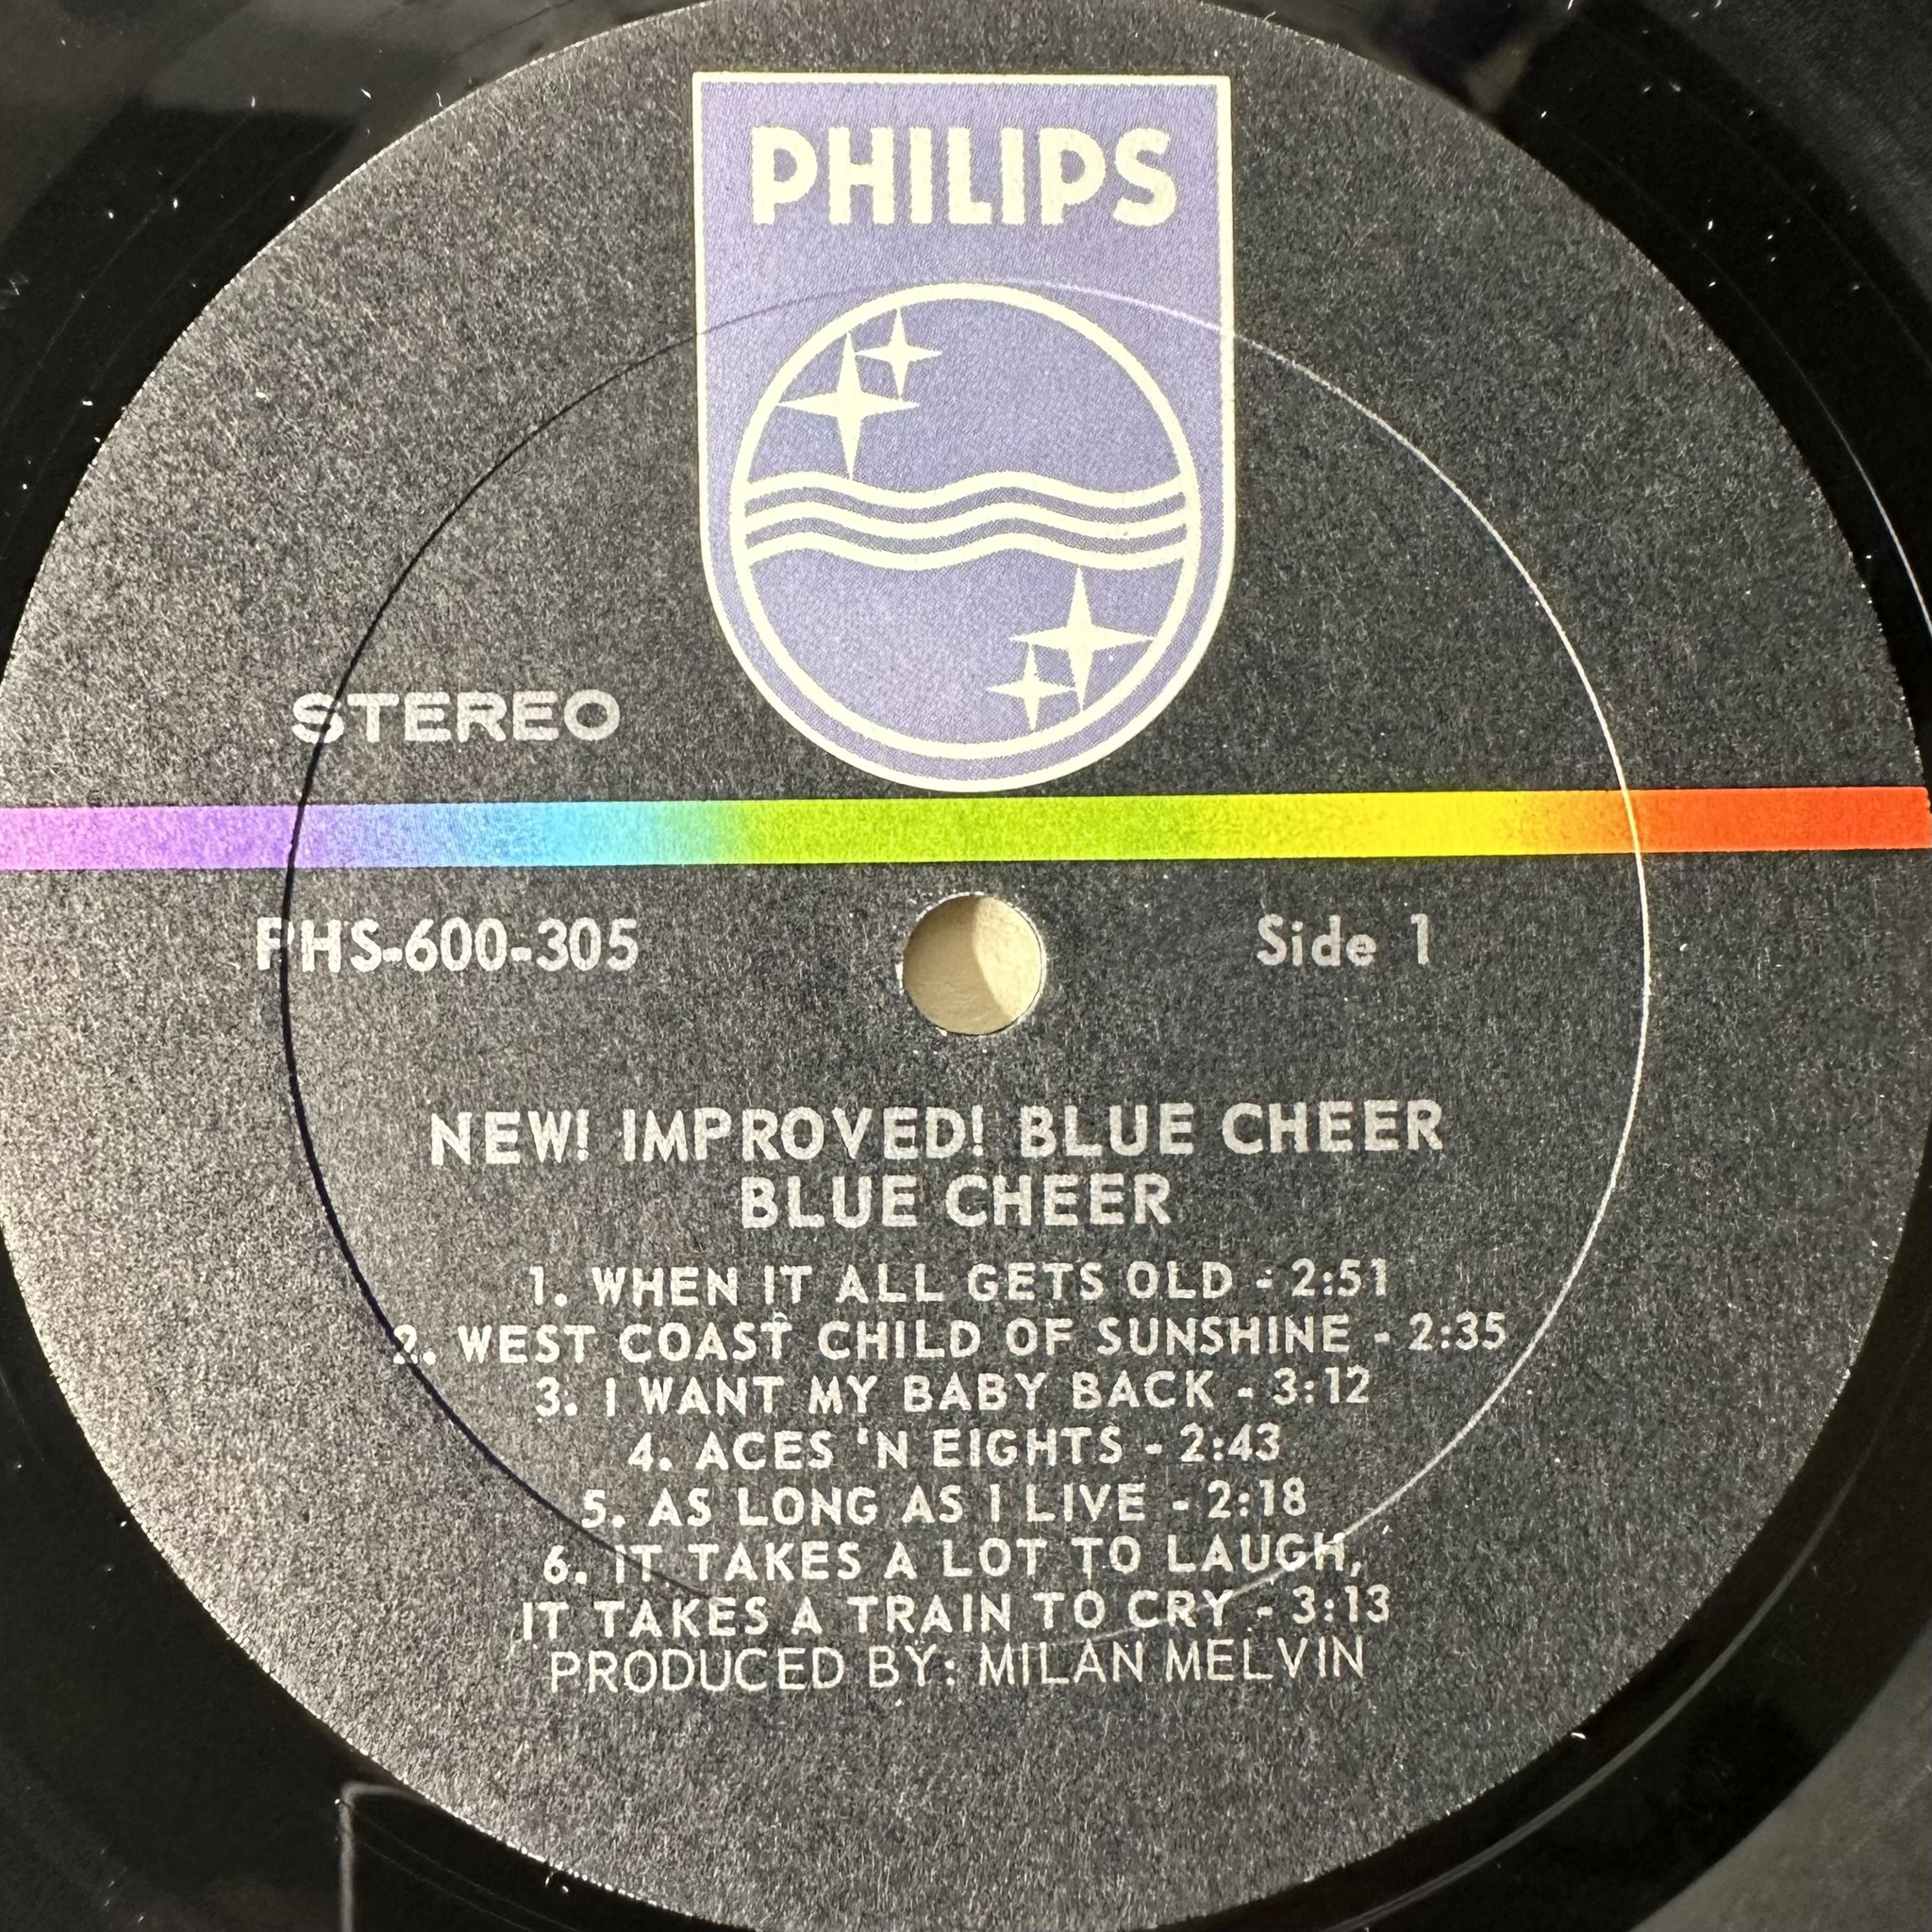 PHILIPS
STEREO
PHS-600-305
Side 1
NEW! IMPROVED! BLUE CHEER
BLUE CHEER
1. WHEN IT ALL GETS OLD - 2:51
2. WEST COAST CHILD OF SUNSHINE - 2:35
3. I WANT MY BABY BACK - 3:12
4. ACES 'N EIGHTS - 2:43
5. AS LONG AS I LIVE - 2:18
6. IT TAKES A LOT TO LAUGH,
IT TAKES A TRAIN TO CRY - 3:13
PRODUCED BY: MILAN MELVIN